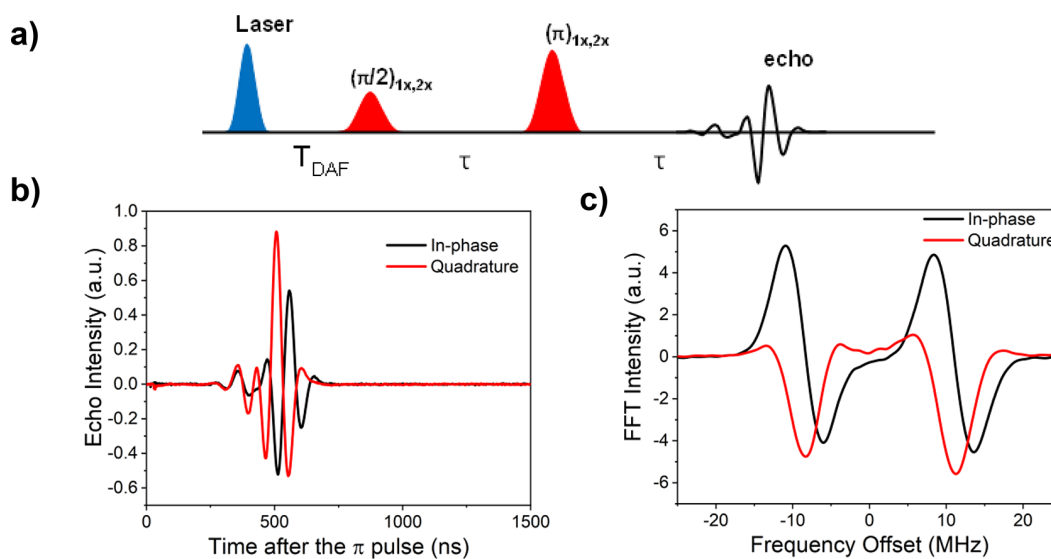 a)
Laser
(π/2)1x,2x
(π)1x,2x
echo
TDAF
τ
τ
b)
1.0
0.8
0.6
0.4
0.2
0.0
-0.2
-0.4
-0.6
In-phase
Quadrature
Echo Intensity (a.u.)
0
500
1000
1500
Time after the π pulse (ns)
c)
6
4
2
0
-2
-4
-6
In-phase
Quadrature
FFT Intensity (a.u.)
-20
-10
0
10
20
Frequency Offset (MHz)